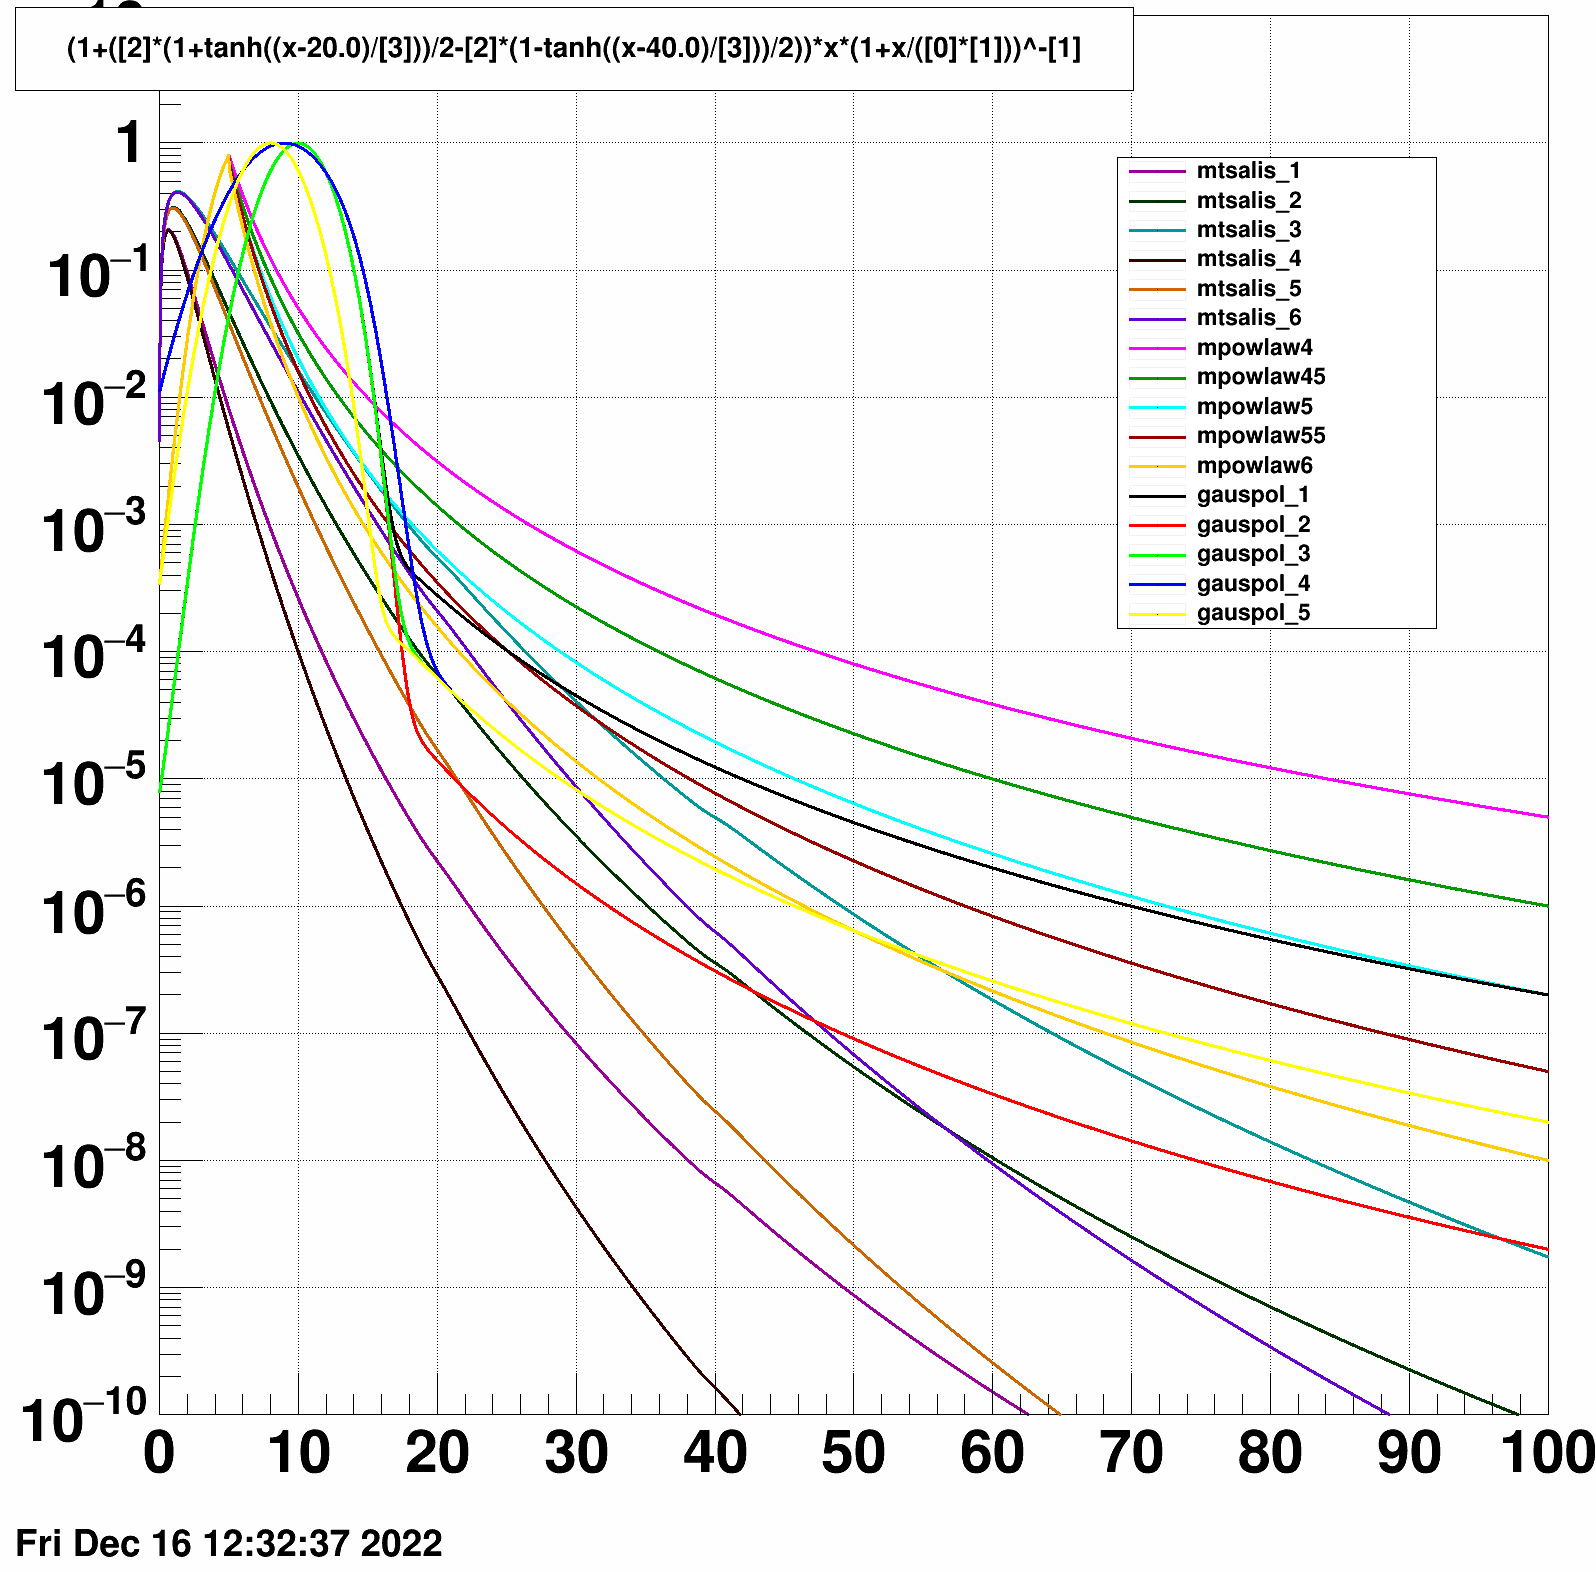 (1+([2]*(1+tanh((x-20.0)/[3]))/2-[2]*(1-tanh((x-40.0)/[3]))/2))*x*(1+x/([0]*[1]))^-[1]
1
10−1
10−2
10−3
10−4
10−5
10−6
10−7
10−8
10−9
10−10
0 10 20 30 40 50 60 70 80 90 100
mtsalis_1
mtsalis_2
mtsalis_3
mtsalis_4
mtsalis_5
mtsalis_6
mpowlaw4
mpowlaw45
mpowlaw5
mpowlaw55
mpowlaw6
gauspol_1
gauspol_2
gauspol_3
gauspol_4
gauspol_5
Fri Dec 16 12:32:37 2022